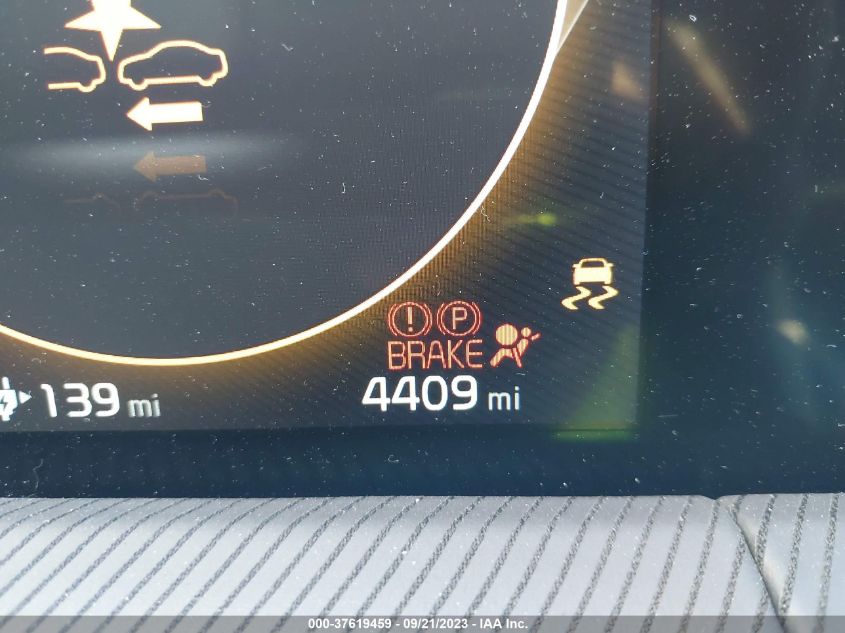 ! P
BRAKE
139 mi
4409 mi
000-37619459 - 09/21/2023 - IAA Inc.